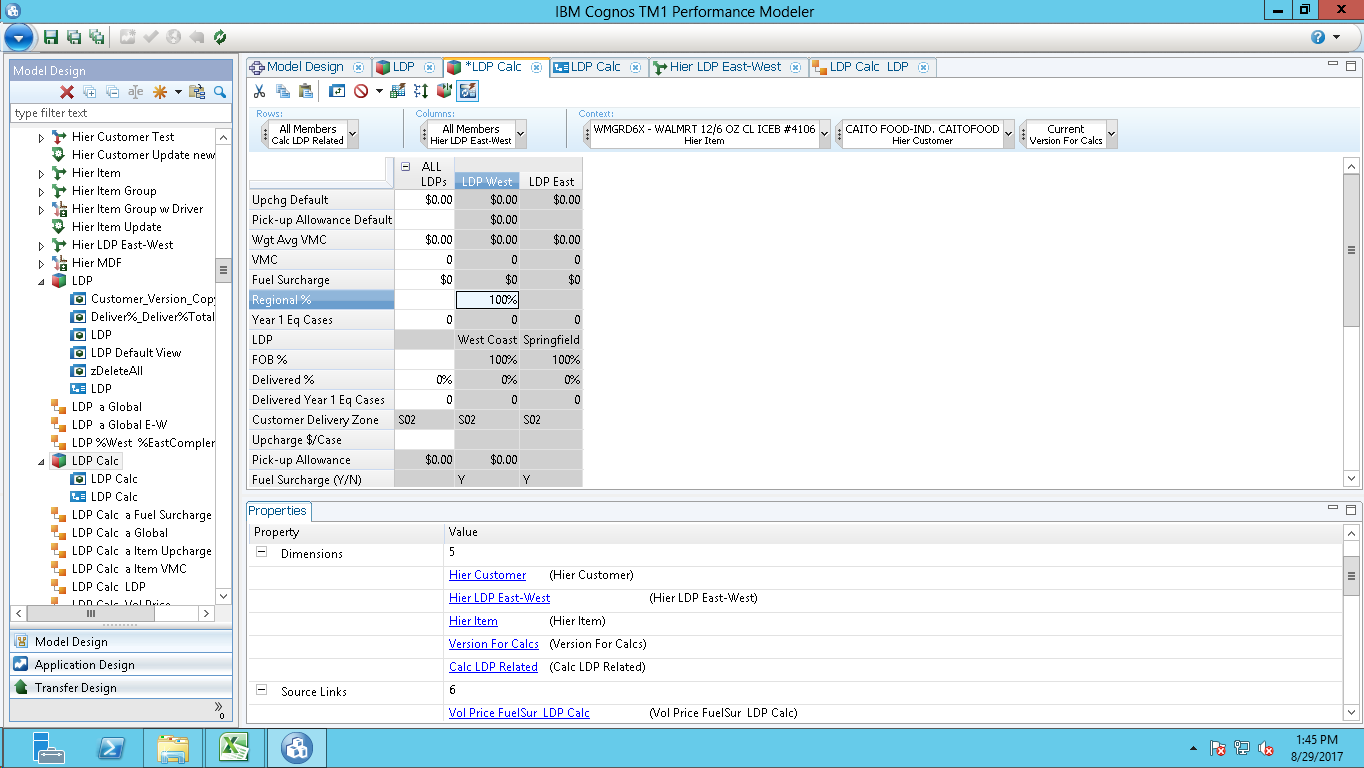 IBM Cognos TM1 Performance Modeler
Model Design
type filter text
Hier Customer Test
Hier Customer Update new
Hier Item
Hier Item Group
Hier Item Group w Driver
Hier Item Update
Hier LDP East-West
Hier MDF
LDP
Customer_Version_Copy
Deliver%_Deliver%Total
LDP
LDP Default View
zDeleteAll
LDP
LDP a Global
LDP a Global E-W
LDP %West %EastComplem
LDP Calc
LDP Calc
LDP Calc
LDP Calc a Fuel Surcharge
LDP Calc a Global
LDP Calc a Item Upcharge
LDP Calc a Item VMC
LDP Calc LDP
LDP Calc Vol Price
Model Design
Application Design
Transfer Design
» 0
Model Design LDP *LDP Calc LDP Calc Hier LDP East-West LDP Calc LDP
Rows: Columns: Context:
All Members All Members WMGRD6X - WALMRT 12/6 OZ CL ICEB #4106 CAITO FOOD-IND. CAITOFOOD Current
Calc LDP Related Hier LDP East-West Hier Item Hier Customer Version For Calcs
ALL
LDPs LDP West LDP East
Upchg Default $0.00 $0.00 $0.00
Pick-up Allowance Default $0.00
Wgt Avg VMC $0.00 $0.00 $0.00
VMC 0 0 0
Fuel Surcharge $0 $0 $0
Regional % 100%
Year 1 Eq Cases 0 0 0
LDP West Coast Springfield
FOB % 100% 100%
Delivered % 0% 0% 0%
Delivered Year 1 Eq Cases 0 0 0
Customer Delivery Zone S02 S02 S02
Upcharge $/Case
Pick-up Allowance $0.00 $0.00
Fuel Surcharge (Y/N) Y Y
Properties
Property Value
Dimensions 5
Hier Customer (Hier Customer)
Hier LDP East-West (Hier LDP East-West)
Hier Item (Hier Item)
Version For Calcs (Version For Calcs)
Calc LDP Related (Calc LDP Related)
Source Links 6
Vol Price FuelSur LDP Calc (Vol Price FuelSur LDP Calc)
1:45 PM
8/29/2017